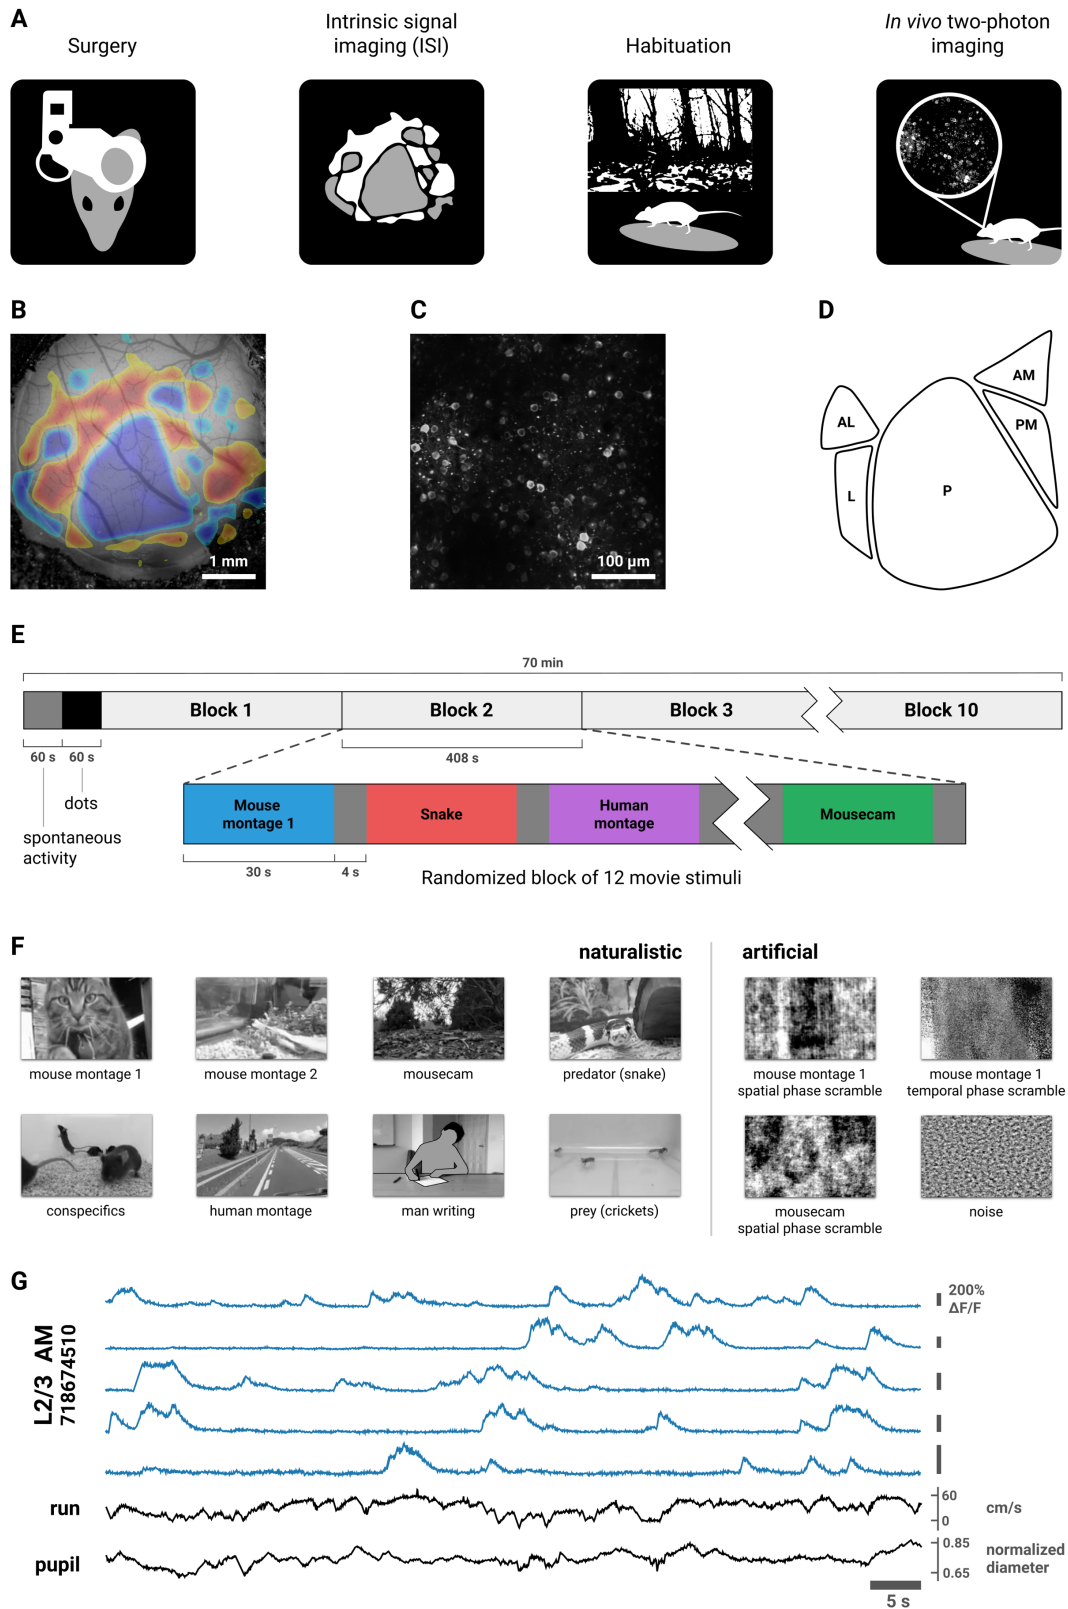 A
Surgery
Intrinsic signal
imaging (ISI)
Habituation
In vivo two-photon
imaging
B
1 mm
C
100 µm
D
AL
L
P
AM
PM
E
70 min
Block 1
Block 2
Block 3
Block 10
60 s
60 s
408 s
dots
spontaneous
activity
Mouse
montage 1
Snake
Human
montage
Mousecam
30 s
4 s
Randomized block of 12 movie stimuli
F
naturalistic
artificial
mouse montage 1
mouse montage 2
mousecam
predator (snake)
mouse montage 1
spatial phase scramble
mouse montage 1
temporal phase scramble
conspecifics
human montage
man writing
prey (crickets)
mousecam
spatial phase scramble
noise
G
L2/3 AM
718674510
200%
ΔF/F
run
60
0
cm/s
pupil
0.85
0.65
normalized
diameter
5 s